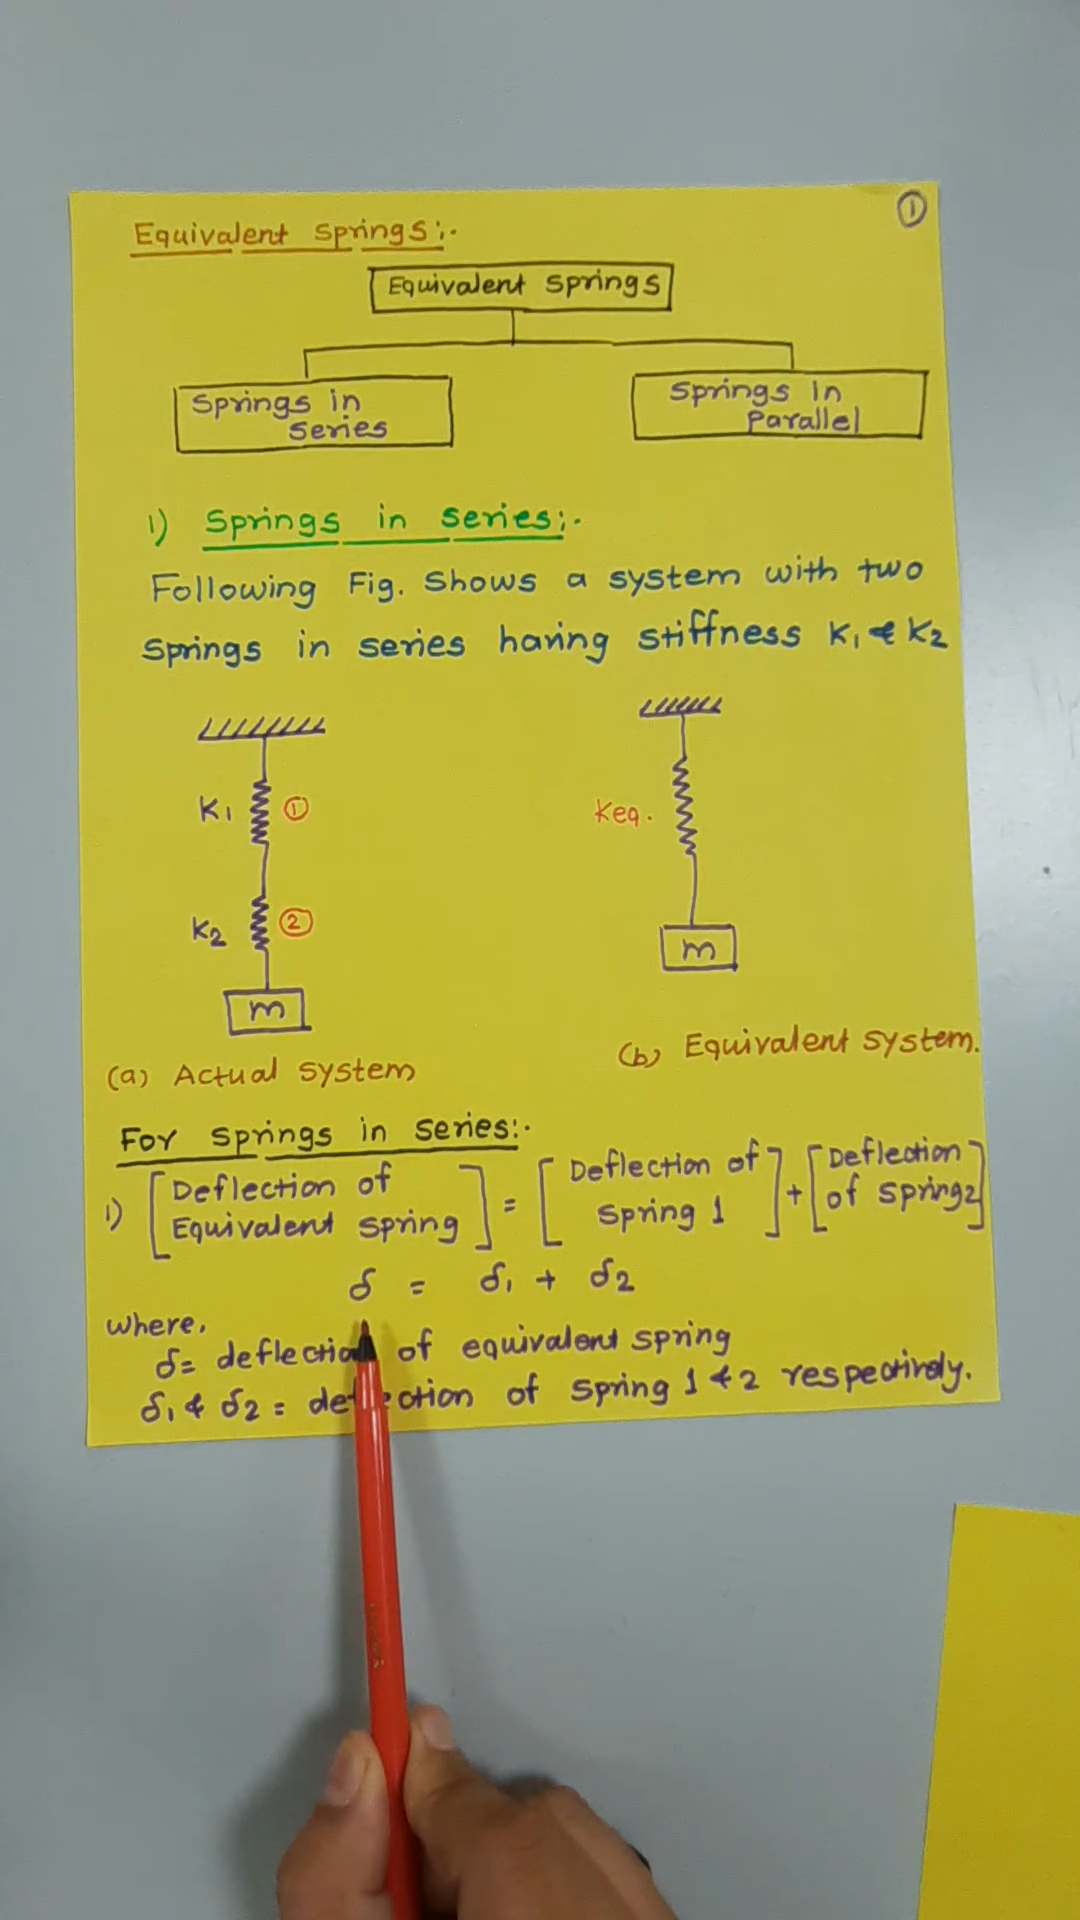 ①
Equivalent springs:-
Equivalent springs
Springs in
series
Springs in
Parallel
1) Springs in series:-
Following Fig. shows a system with two
springs in series having stiffness K1 & K2
K1 ①
Keq.
K2 ②
m
m
(a) Actual system
(b) Equivalent system.
For springs in series:-
1) [Deflection of Equivalent spring] = [Deflection of spring 1] + [Deflection of spring2]
δ = δ1 + δ2
where,
δ = deflection of equivalent spring
δ1 & δ2 = deflection of spring 1 & 2 respectively.